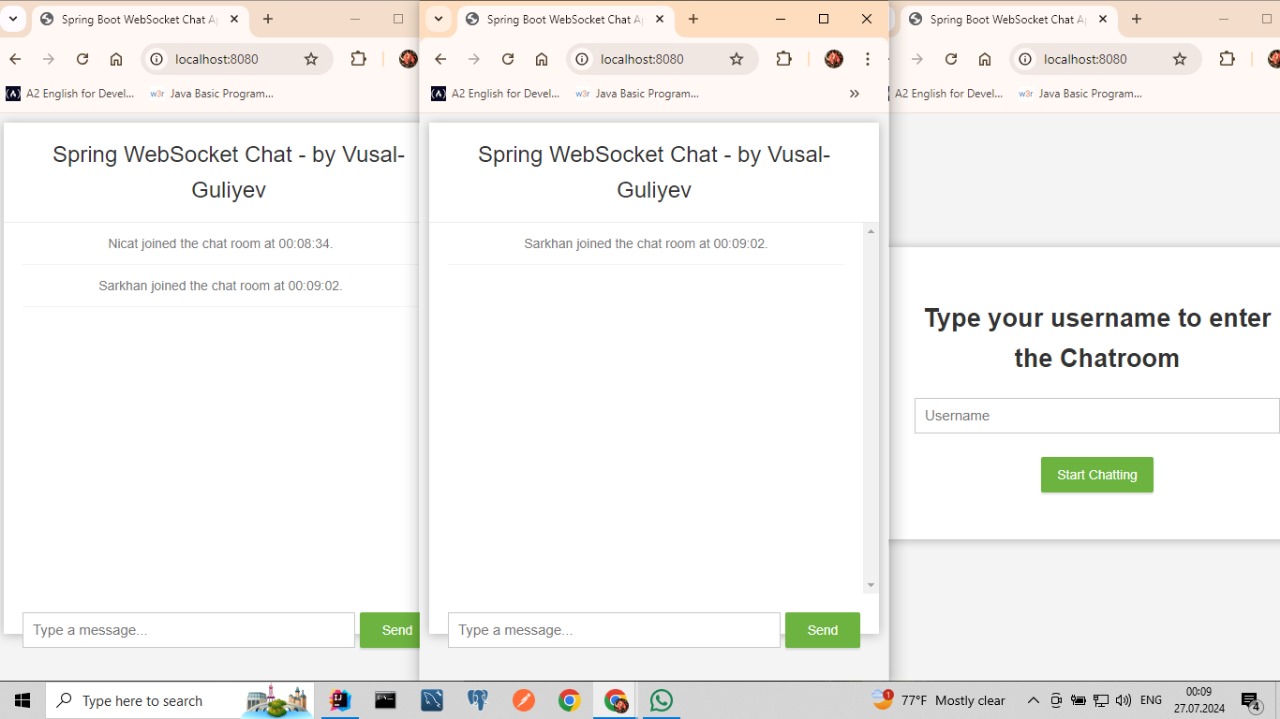 Spring Boot WebSocket Chat A
localhost:8080
A2 English for Devel...
w3r Java Basic Program...
Spring WebSocket Chat - by Vusal-
Guliyev
Nicat joined the chat room at 00:08:34.
Sarkhan joined the chat room at 00:09:02.
Type a message...
Send
Spring Boot WebSocket Chat A
localhost:8080
A2 English for Devel...
w3r Java Basic Program...
»
Spring WebSocket Chat - by Vusal-
Guliyev
Sarkhan joined the chat room at 00:09:02.
Type a message...
Send
Spring Boot WebSocket Chat A
localhost:8080
A2 English for Devel...
w3r Java Basic Program...
Type your username to enter
the Chatroom
Username
Start Chatting
Type here to search
1
77°F Mostly clear
ENG
00:09
27.07.2024
4